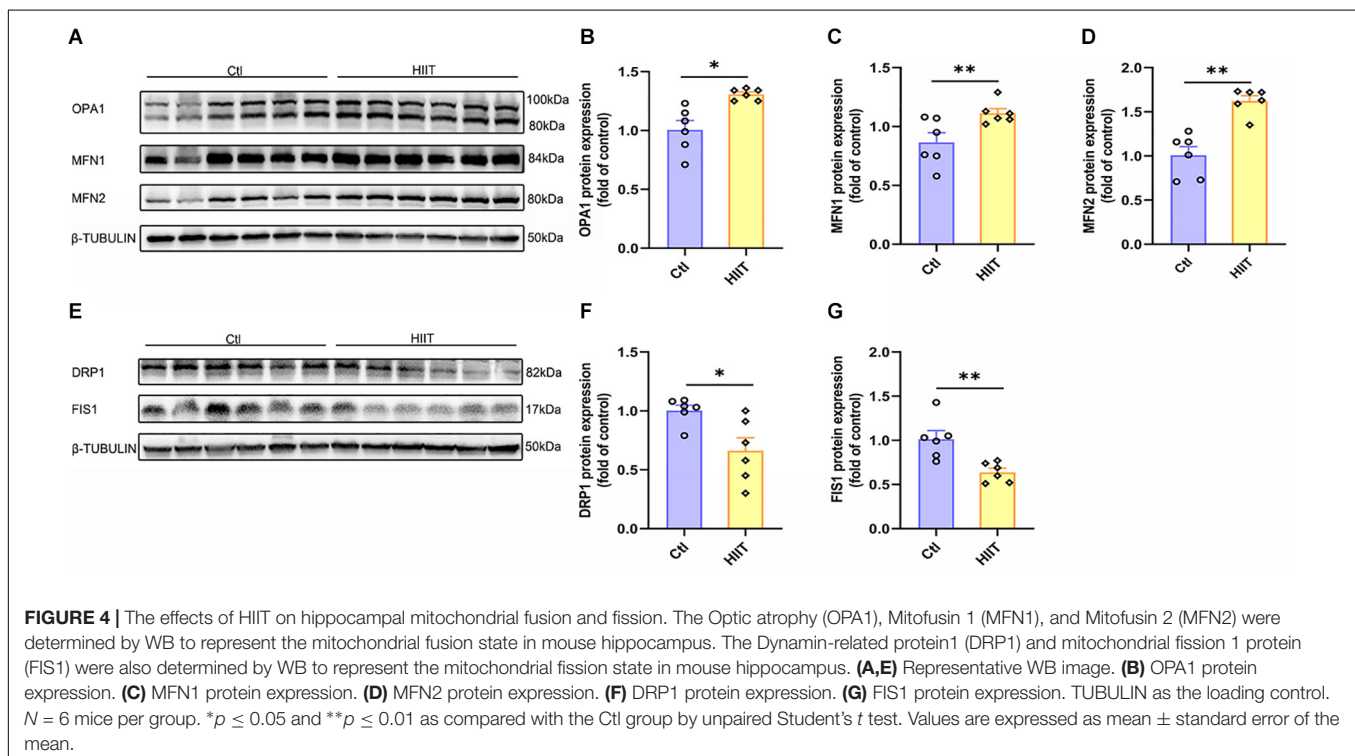 A
Ctl HIIT
OPA1 100kDa
80kDa
MFN1 84kDa
MFN2 80kDa
β-TUBULIN 50kDa
B
OPA1 protein expression
(fold of control)
1.5
1.0
0.5
0.0
*
Ctl HIIT
C
MFN1 protein expression
(fold of control)
1.5
1.0
0.5
0.0
**
Ctl HIIT
D
MFN2 protein expression
(fold of control)
2.0
1.5
1.0
0.5
0.0
**
Ctl HIIT
E
Ctl HIIT
DRP1 82kDa
FIS1 17kDa
β-TUBULIN 50kDa
F
DRP1 protein expression
(fold of control)
1.5
1.0
0.5
0.0
*
Ctl HIIT
G
FIS1 protein expression
(fold of control)
2.0
1.5
1.0
0.5
0.0
**
Ctl HIIT
FIGURE 4 | The effects of HIIT on hippocampal mitochondrial fusion and fission. The Optic atrophy (OPA1), Mitofusin 1 (MFN1), and Mitofusin 2 (MFN2) were
determined by WB to represent the mitochondrial fusion state in mouse hippocampus. The Dynamin-related protein1 (DRP1) and mitochondrial fission 1 protein
(FIS1) were also determined by WB to represent the mitochondrial fission state in mouse hippocampus. (A,E) Representative WB image. (B) OPA1 protein
expression. (C) MFN1 protein expression. (D) MFN2 protein expression. (F) DRP1 protein expression. (G) FIS1 protein expression. TUBULIN as the loading control.
N = 6 mice per group. *p ≤ 0.05 and **p ≤ 0.01 as compared with the Ctl group by unpaired Student's t test. Values are expressed as mean ± standard error of the
mean.